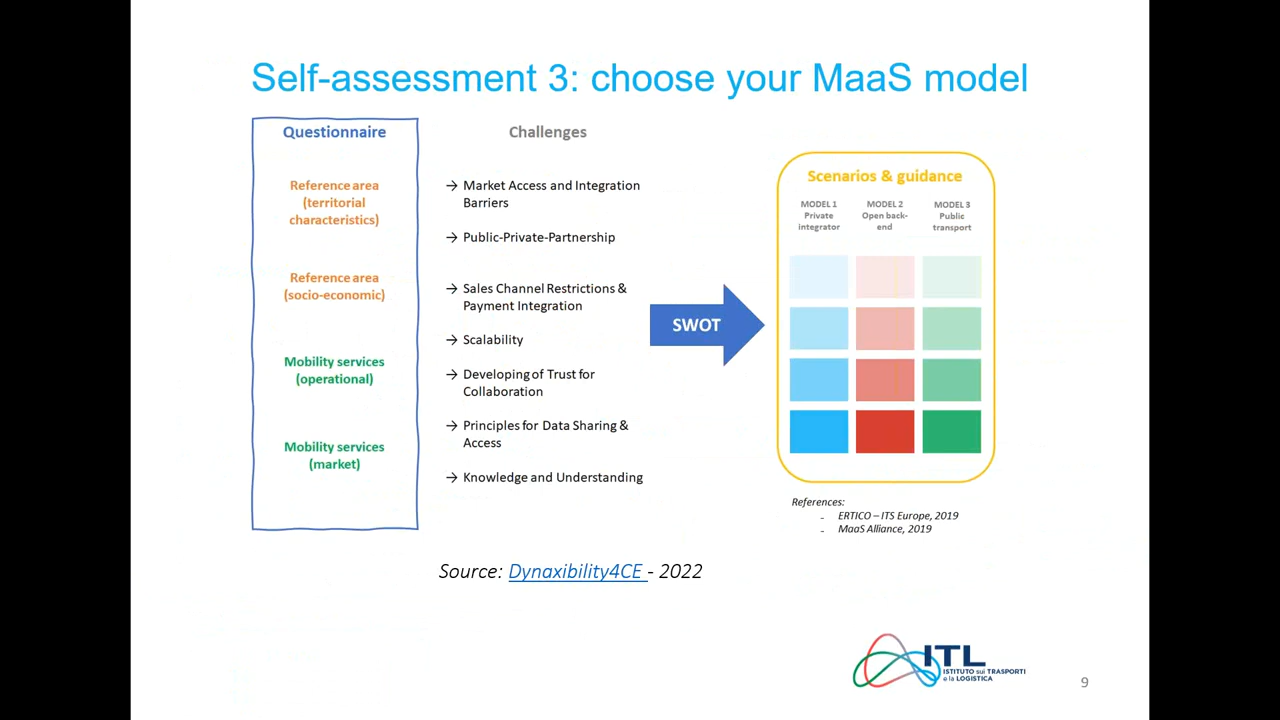 Self-assessment 3: choose your MaaS model
Questionnaire
Reference area
(territorial
characteristics)
Reference area
(socio-economic)
Mobility services
(operational)
Mobility services
(market)
Challenges
→ Market Access and Integration
Barriers
→ Public-Private-Partnership
→ Sales Channel Restrictions &
Payment Integration
→ Scalability
→ Developing of Trust for
Collaboration
→ Principles for Data Sharing &
Access
→ Knowledge and Understanding
SWOT
Scenarios & guidance
MODEL 1
Private
integrator
MODEL 2
Open back-
end
MODEL 3
Public
transport
References:
- ERTICO – ITS Europe, 2019
- MaaS Alliance, 2019
Source: Dynaxibility4CE - 2022
ITL
ISTITUTO sui TRASPORTI
e la LOGISTICA
9